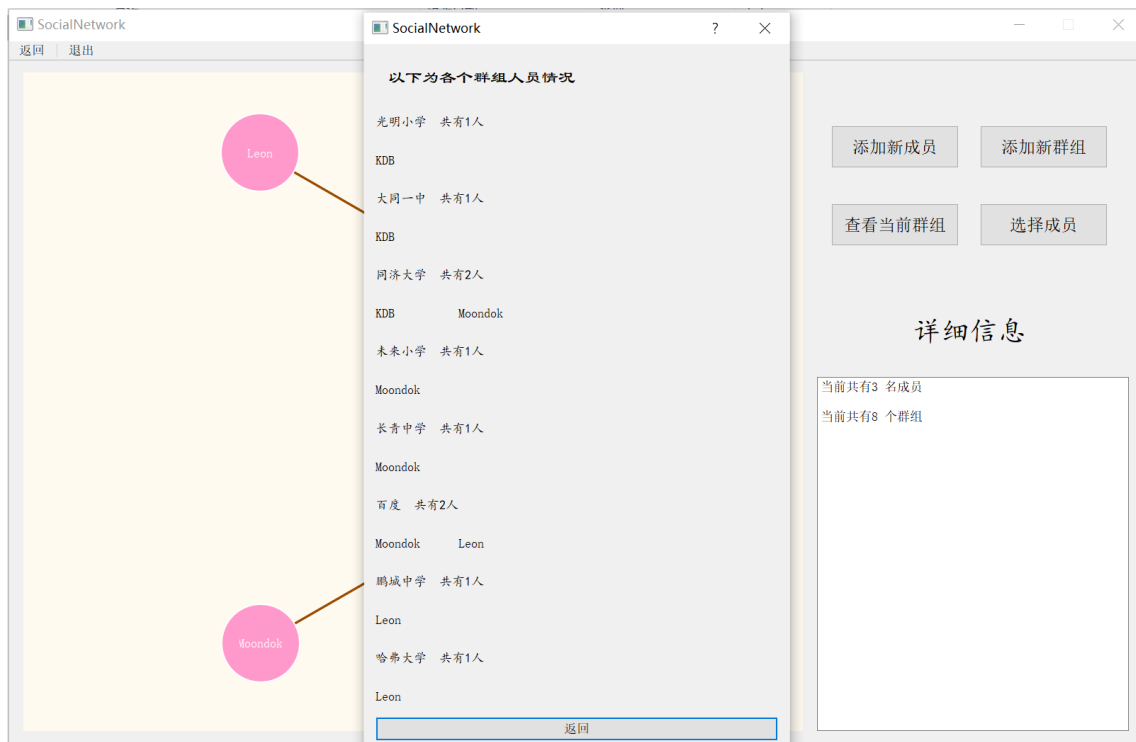 SocialNetwork
返回 退出
Leon
Moondok
SocialNetwork ?
以下为各个群组人员情况
光明小学 共有1人
KDB
大同一中 共有1人
KDB
同济大学 共有2人
KDB Moondok
未来小学 共有1人
Moondok
长青中学 共有1人
Moondok
百度 共有2人
Moondok Leon
鹏城中学 共有1人
Leon
哈弗大学 共有1人
Leon
返回
添加新成员 添加新群组
查看当前群组 选择成员
详细信息
当前共有3 名成员
当前共有8 个群组